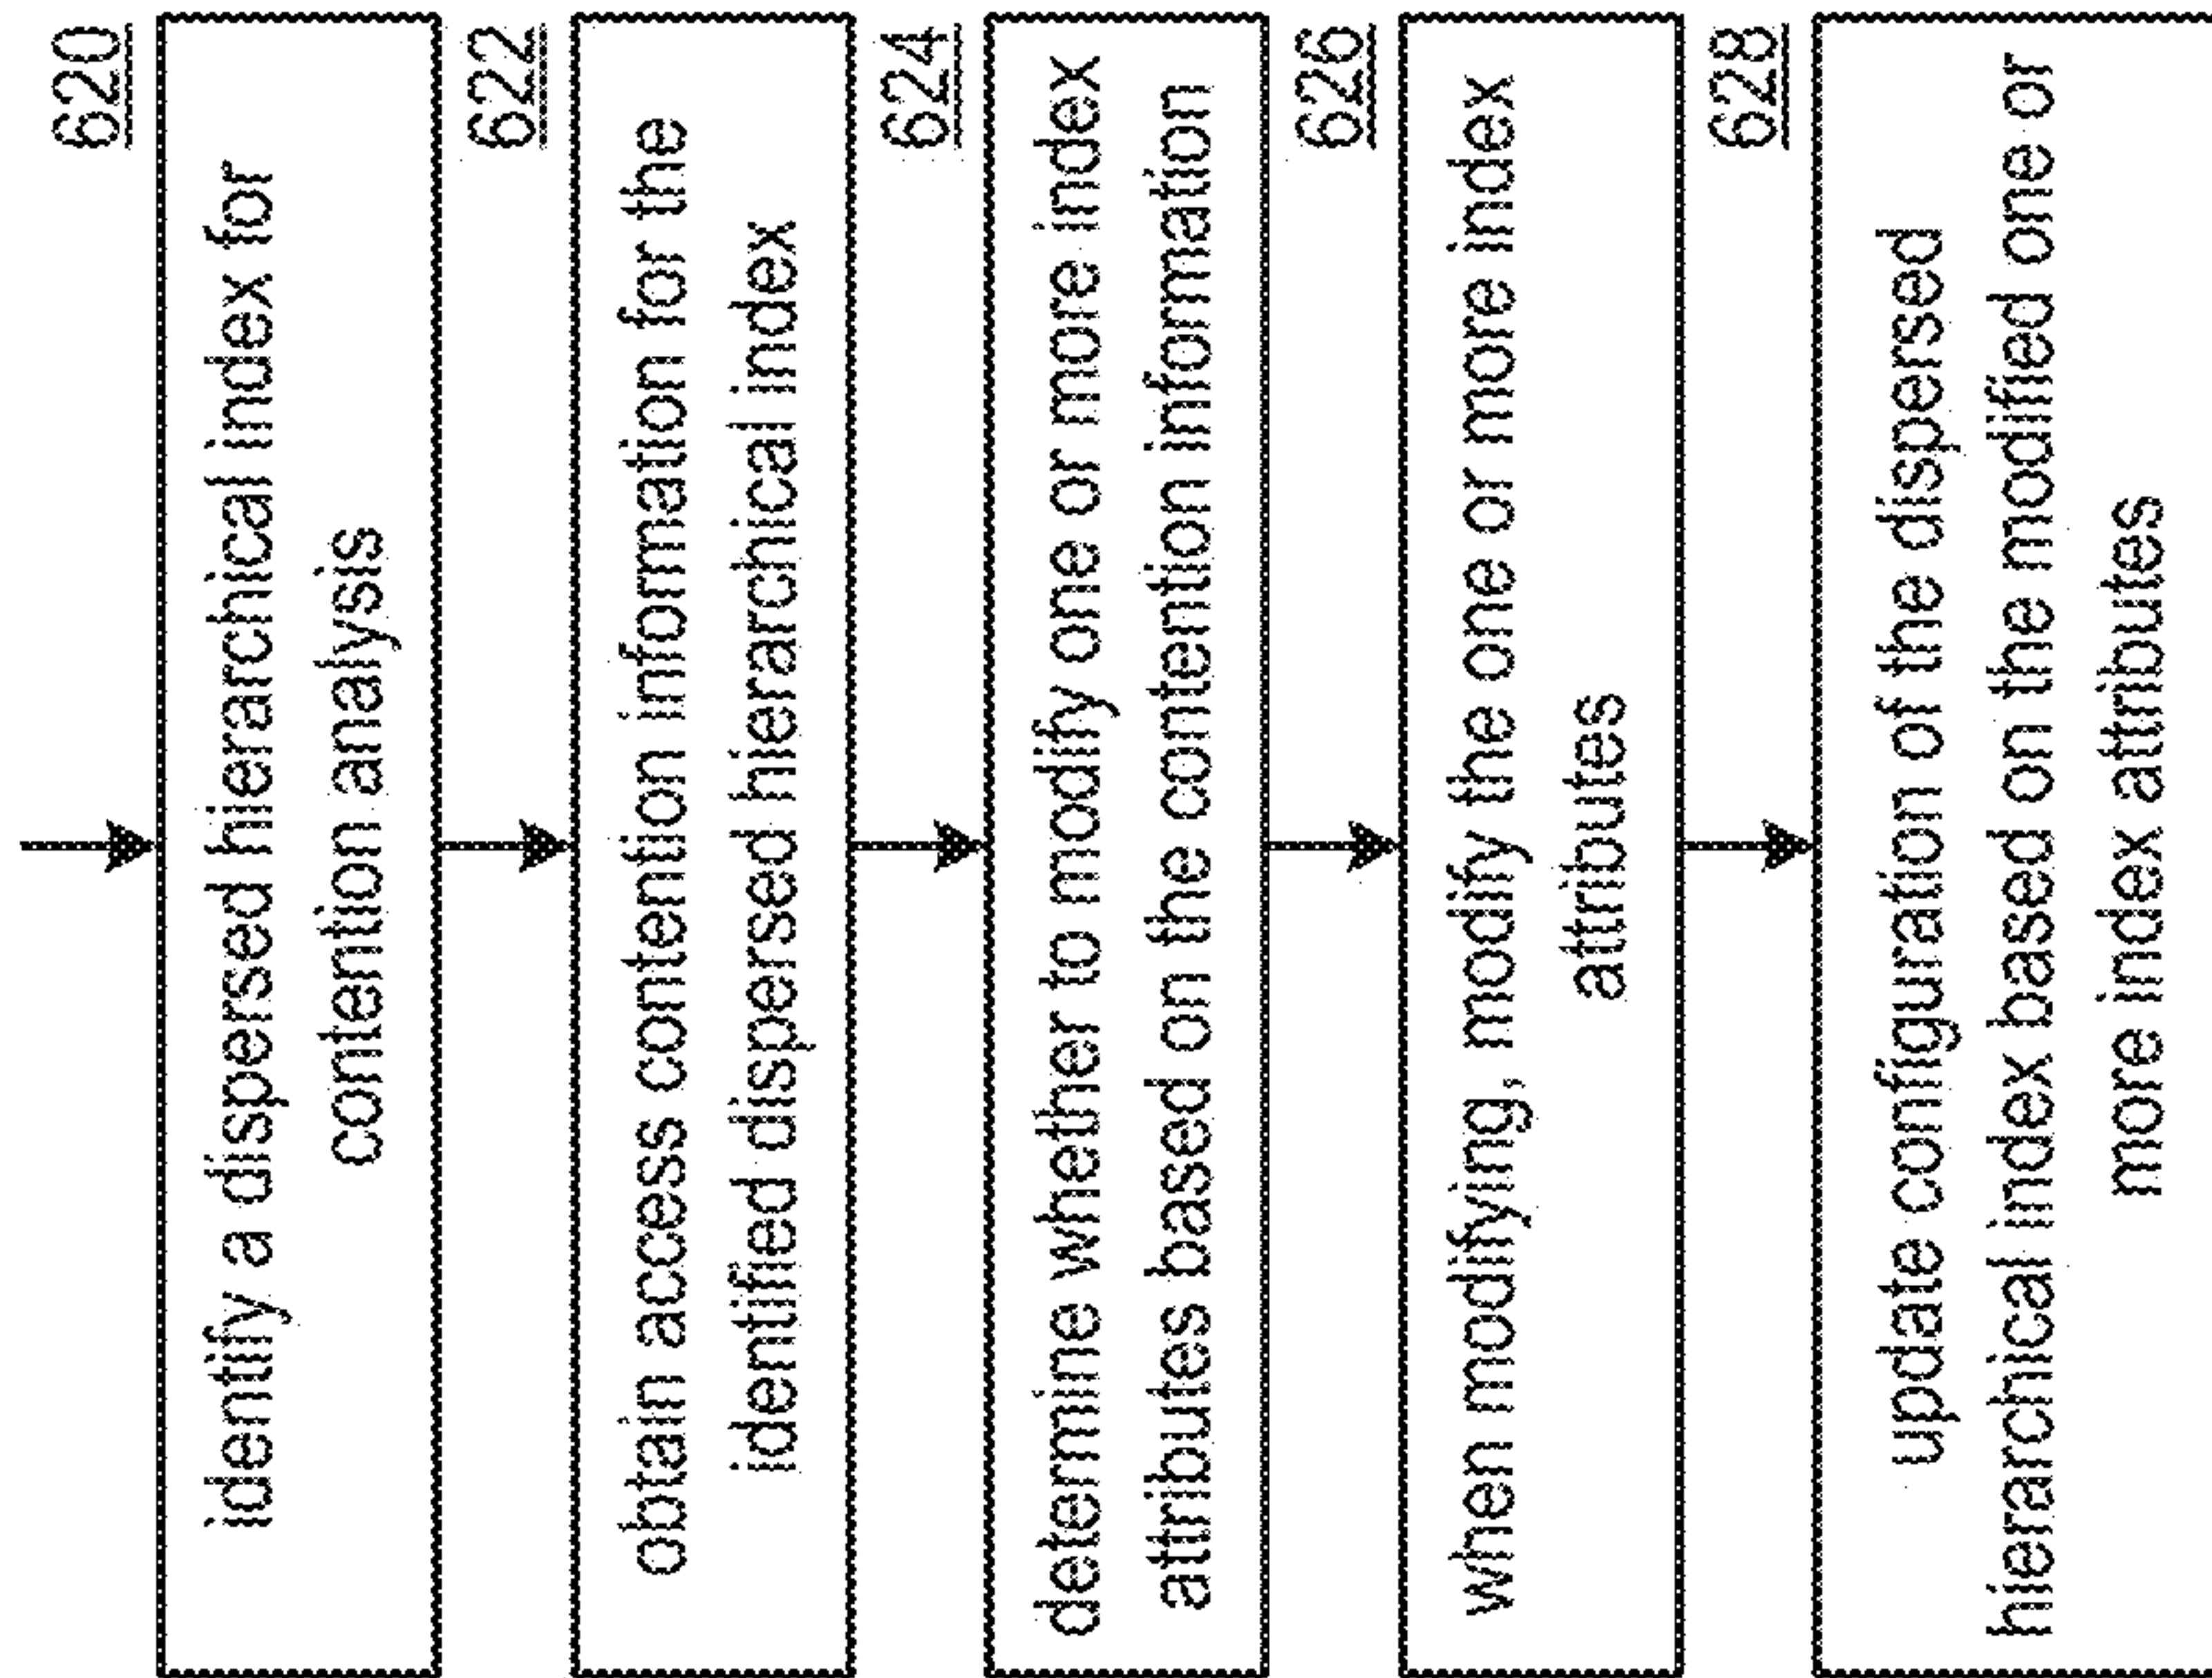 620
identify a dispersed hierarchical index for
contention analysis
622
obtain access contention information for the
identified dispersed hierarchical index
624
determine whether to modify one or more index
attributes based on the contention information
626
when modifying, modify the one or more index
attributes
628
update configuration of the dispersed
hierarchical index based on the modified one or
more index attributes